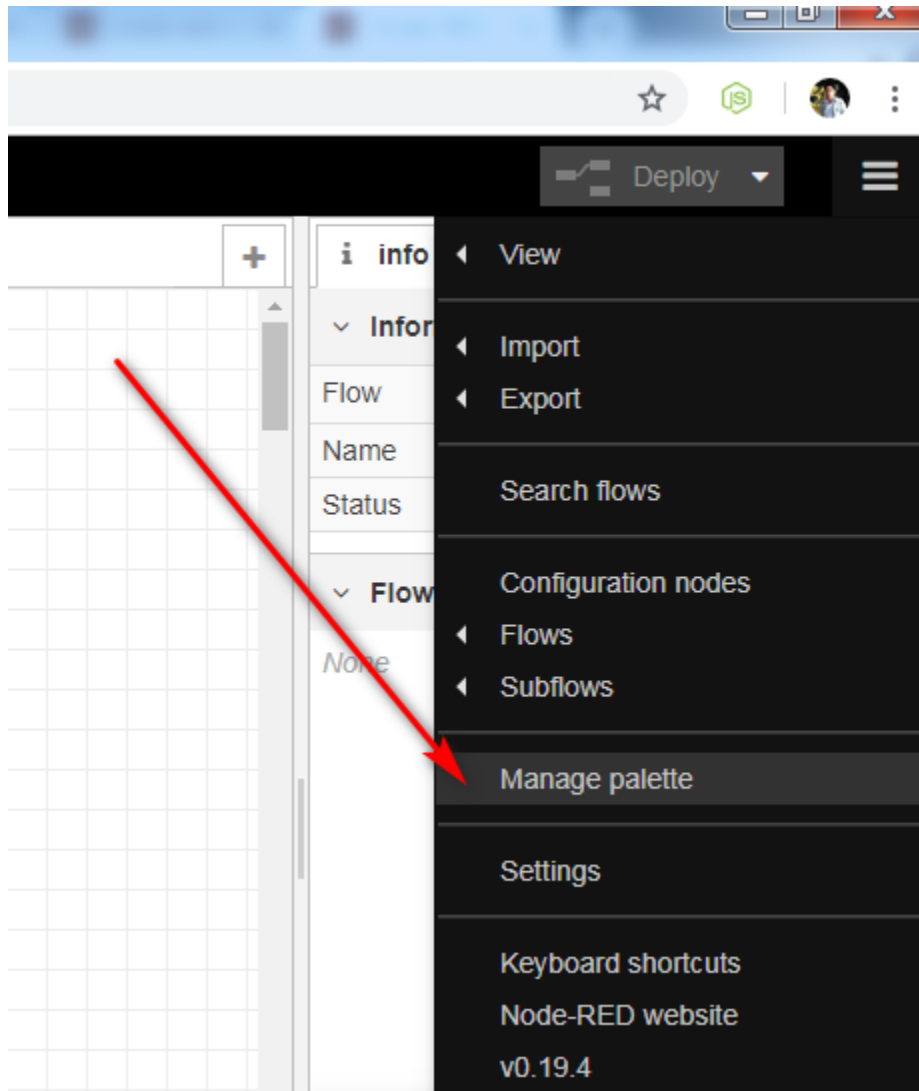 JS
Deploy
+
i info
Infor
Flow
Name
Status
Flow
None
View
Import
Export
Search flows
Configuration nodes
Flows
Subflows
Manage palette
Settings
Keyboard shortcuts
Node-RED website
v0.19.4